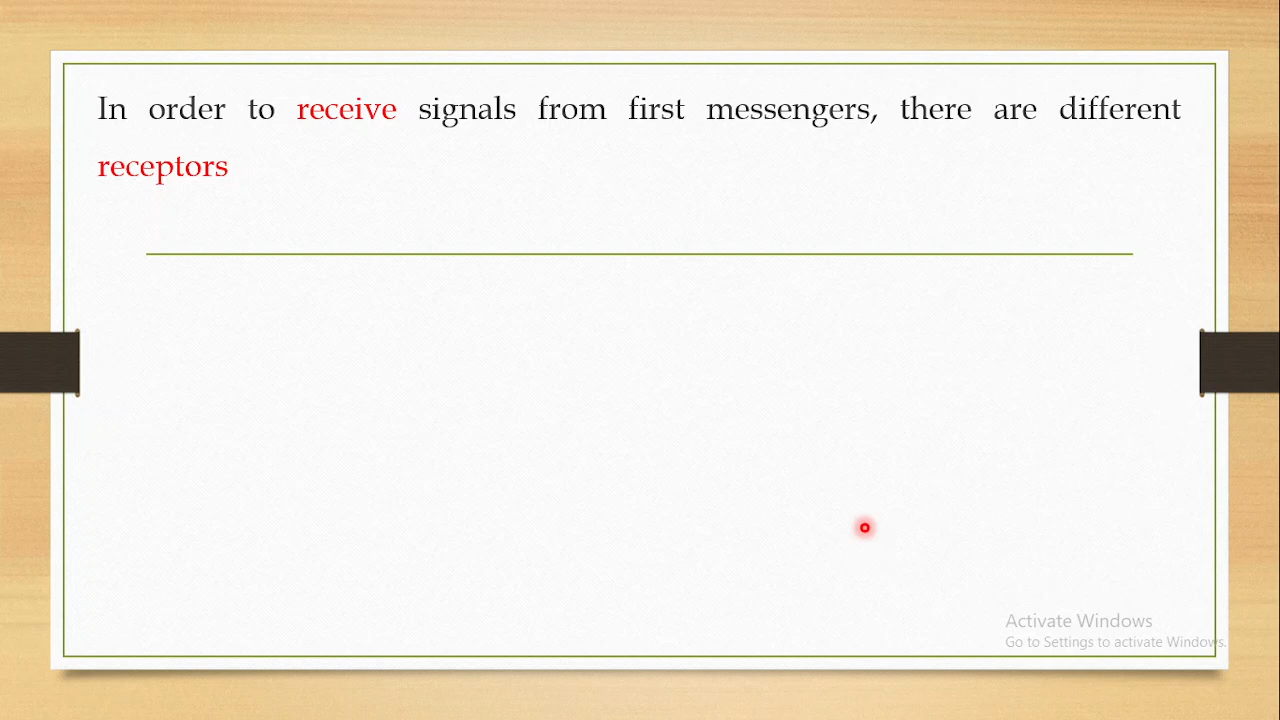 In order to receive signals from first messengers, there are different
receptors
Activate Windows
Go to Settings to activate Windows.